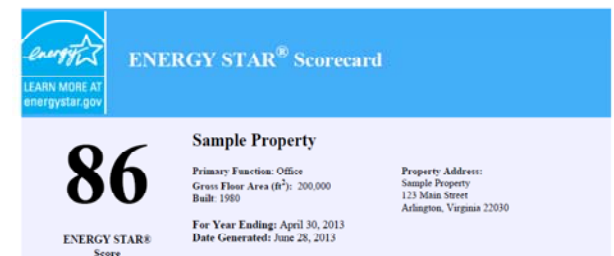 energy
LEARN MORE AT
energystar.gov
ENERGY STAR® Scorecard
86
ENERGY STAR®
Score
Sample Property
Primary Function: Office
Gross Floor Area (ft²): 200,000
Built: 1980
For Year Ending: April 30, 2013
Date Generated: June 28, 2013
Property Address:
Sample Property
123 Main Street
Arlington, Virginia 22030